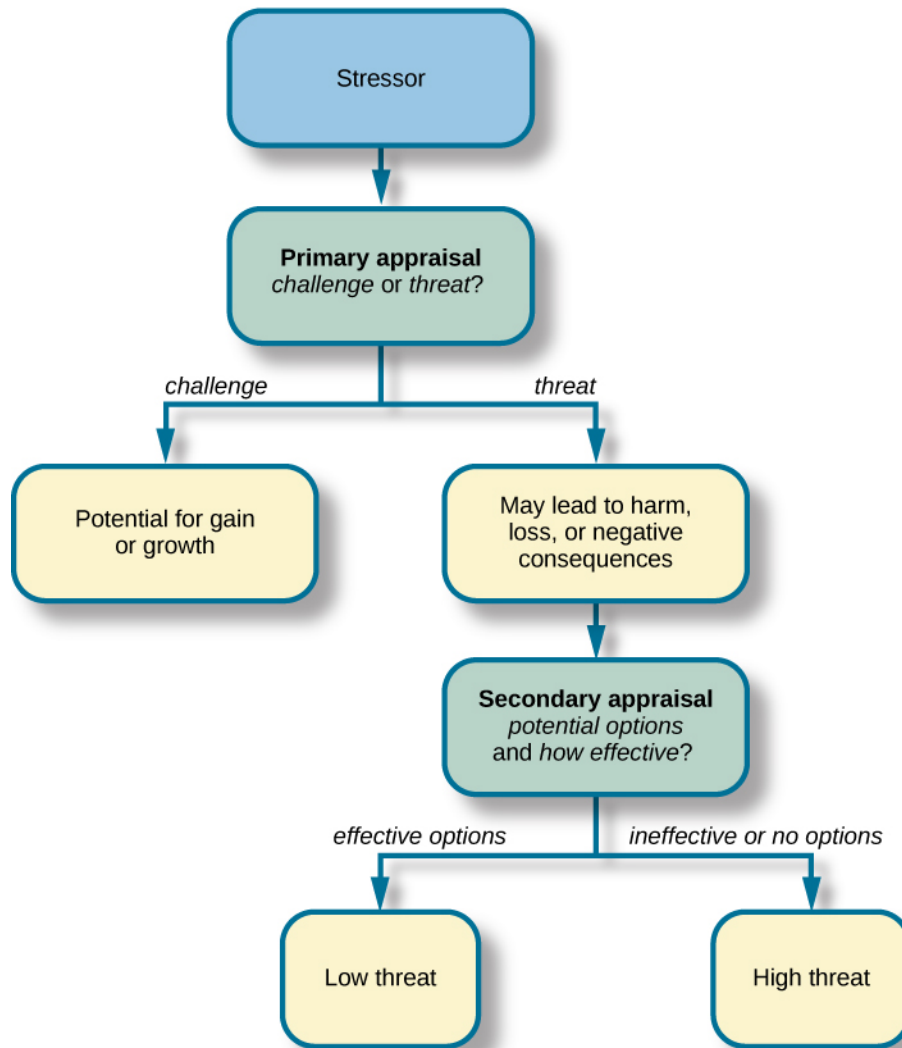 Stressor
Primary appraisal
challenge or threat?
challenge
threat
Potential for gain
or growth
May lead to harm,
loss, or negative
consequences
Secondary appraisal
potential options
and how effective?
effective options
ineffective or no options
Low threat
High threat